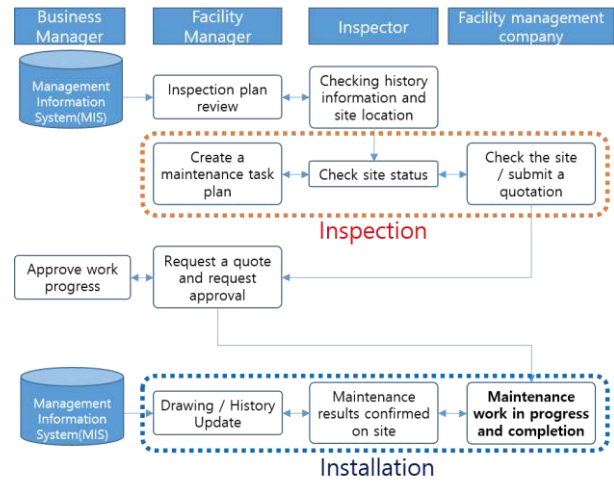 Business
Manager
Facility
Manager
Inspector
Facility management
company
Management
Information
System(MIS)
Inspection plan
review
Checking history
information and
site location
Create a
maintenance task
plan
Check site status
Check the site
/ submit a
quotation
Inspection
Approve work
progress
Request a quote
and request
approval
Management
Information
System(MIS)
Drawing / History
Update
Maintenance
results confirmed
on site
Maintenance
work in progress
and completion
Installation